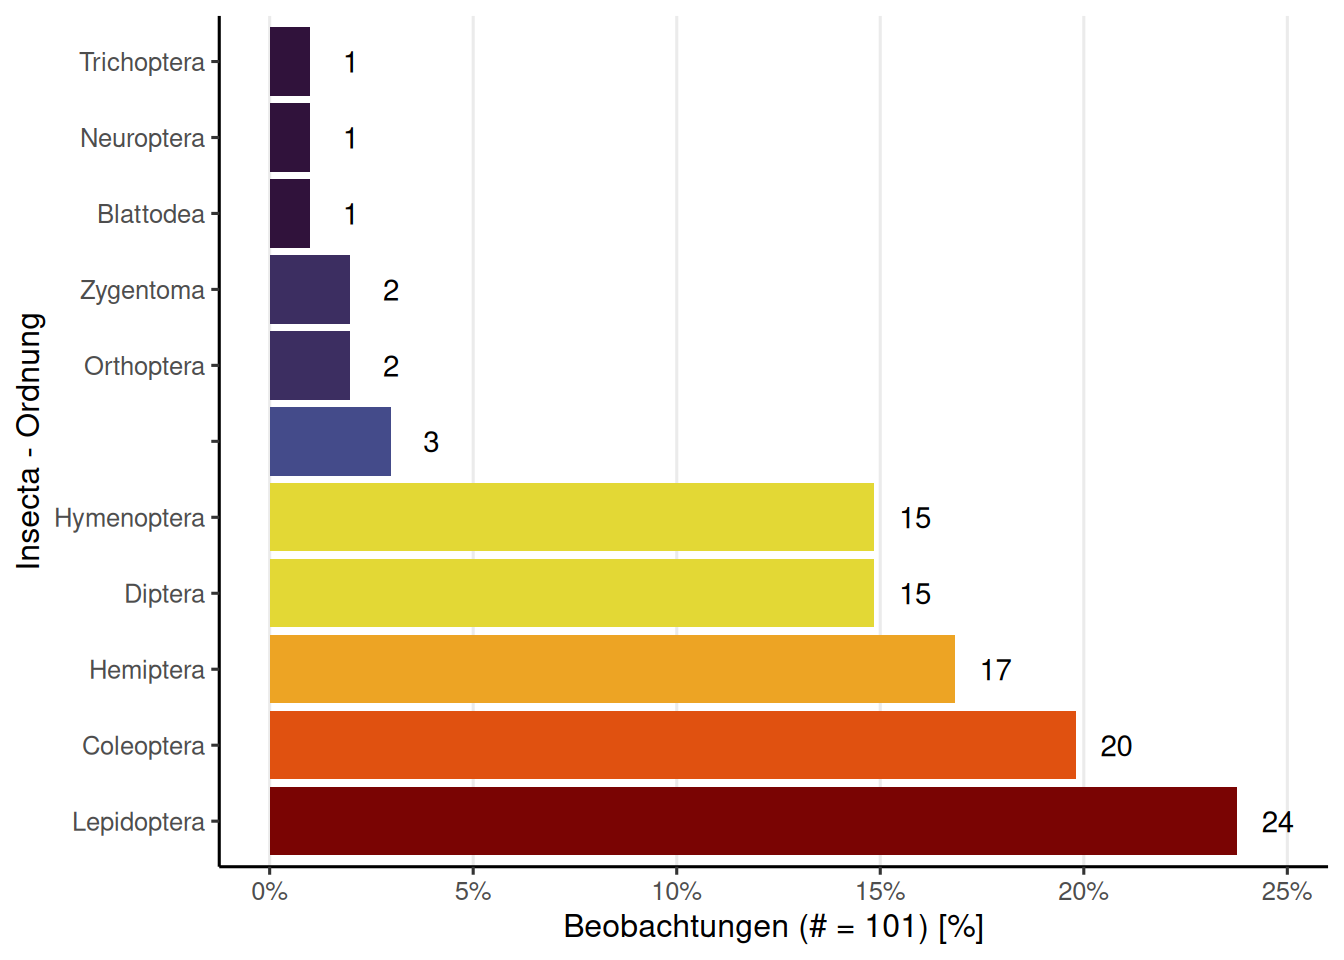 Trichoptera 1
Neuroptera 1
Blattodea 1
Zygentoma 2
Orthoptera 2
3
Hymenoptera 15
Diptera 15
Hemiptera 17
Coleoptera 20
Lepidoptera 24
Insecta - Ordnung
0% 5% 10% 15% 20% 25%
Beobachtungen (# = 101) [%]